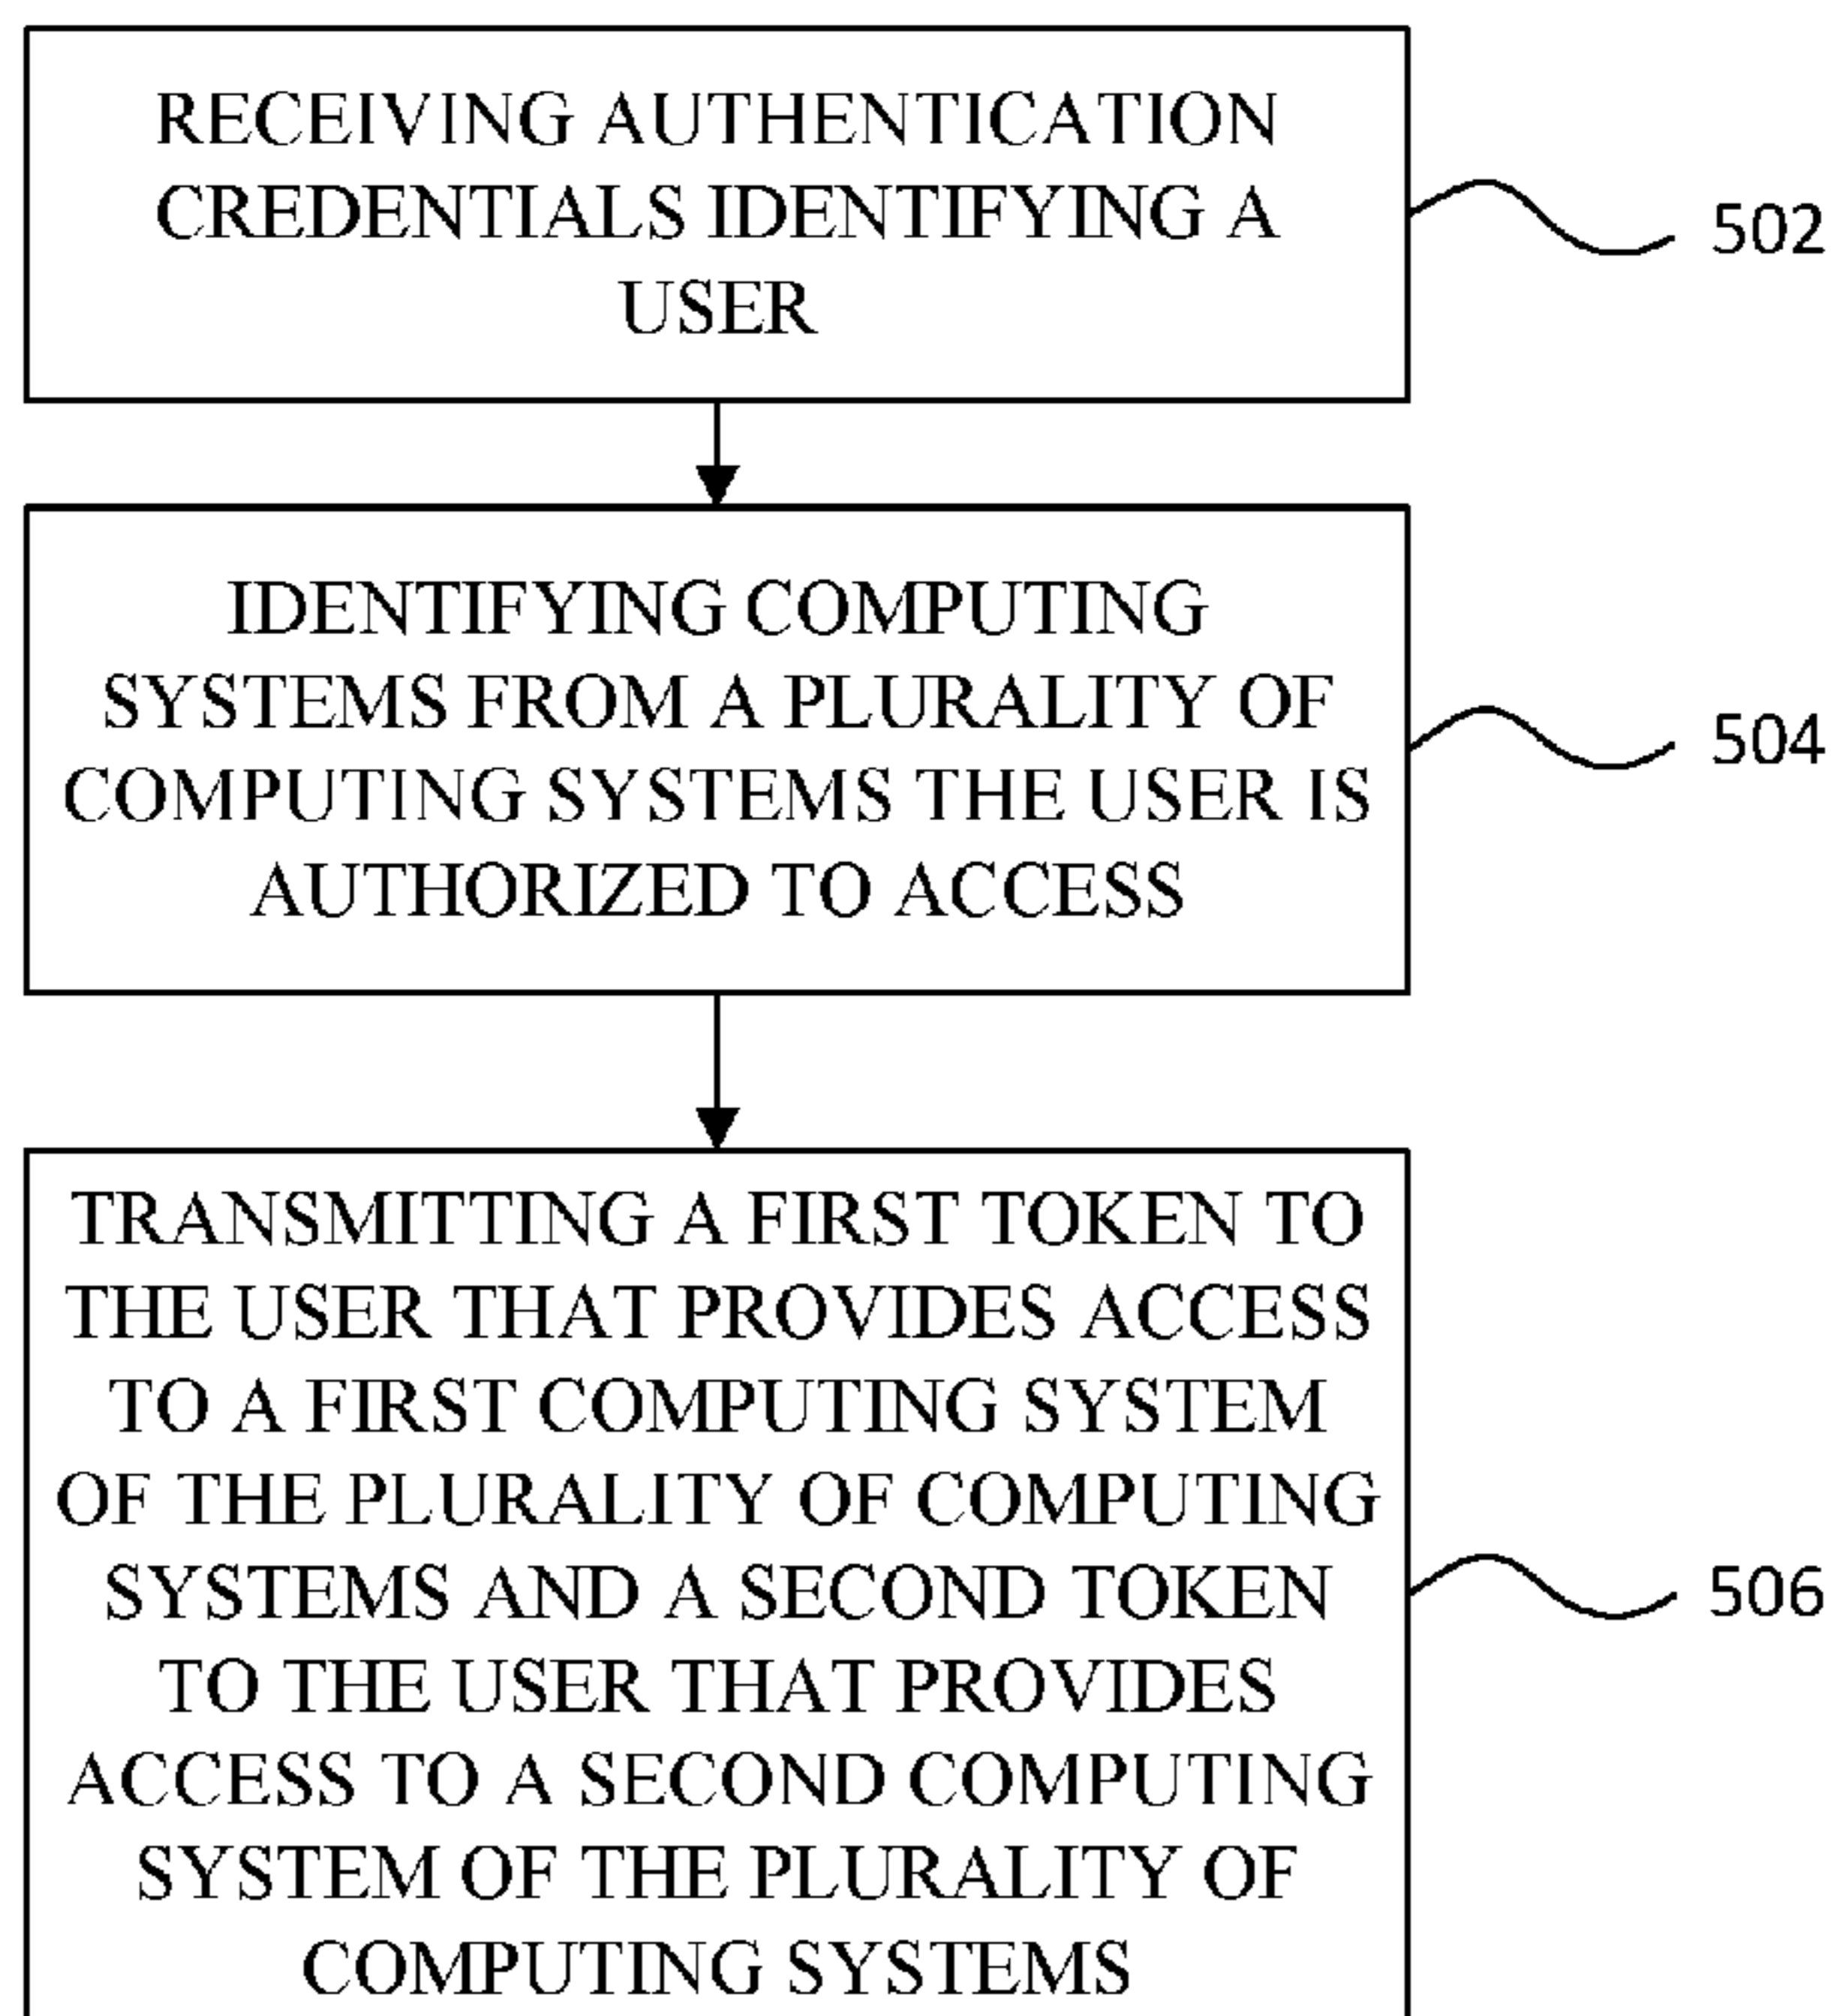 RECEIVING AUTHENTICATION
CREDENTIALS IDENTIFYING A
USER
502
IDENTIFYING COMPUTING
SYSTEMS FROM A PLURALITY OF
COMPUTING SYSTEMS THE USER IS
AUTHORIZED TO ACCESS
504
TRANSMITTING A FIRST TOKEN TO
THE USER THAT PROVIDES ACCESS
TO A FIRST COMPUTING SYSTEM
OF THE PLURALITY OF COMPUTING
SYSTEMS AND A SECOND TOKEN
TO THE USER THAT PROVIDES
ACCESS TO A SECOND COMPUTING
SYSTEM OF THE PLURALITY OF
COMPUTING SYSTEMS
506